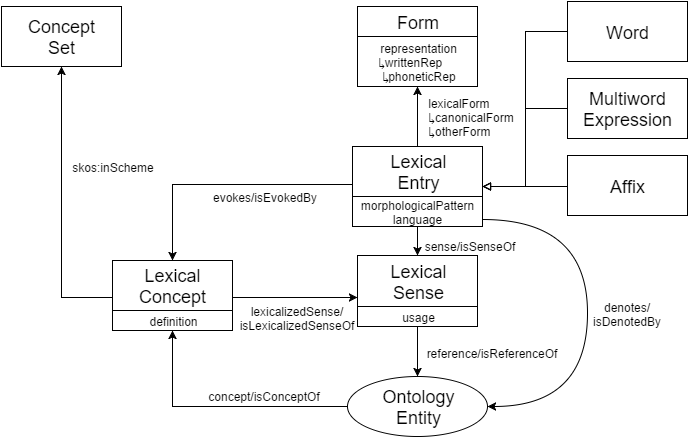 Concept
Set
Form
representation
↳writtenRep
↳phoneticRep
Word
Multiword
Expression
Affix
lexicalForm
↳canonicalForm
↳otherForm
skos:inScheme
Lexical
Entry
morphologicalPattern
language
evokes/isEvokedBy
sense/isSenseOf
Lexical
Concept
definition
lexicalizedSense/
isLexicalizedSenseOf
Lexical
Sense
usage
denotes/
isDenotedBy
reference/isReferenceOf
concept/isConceptOf
Ontology
Entity